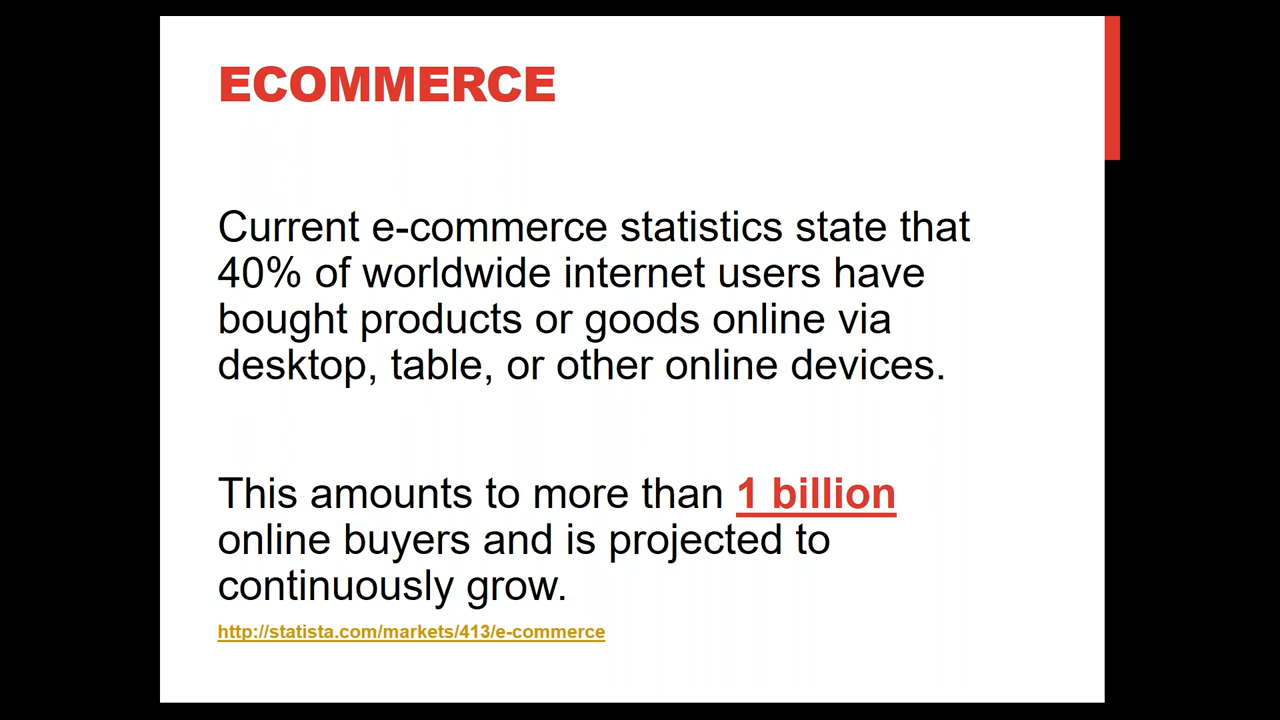 ECOMMERCE
Current e-commerce statistics state that
40% of worldwide internet users have
bought products or goods online via
desktop, table, or other online devices.
This amounts to more than 1 billion
online buyers and is projected to
continuously grow.
http://statista.com/markets/413/e-commerce